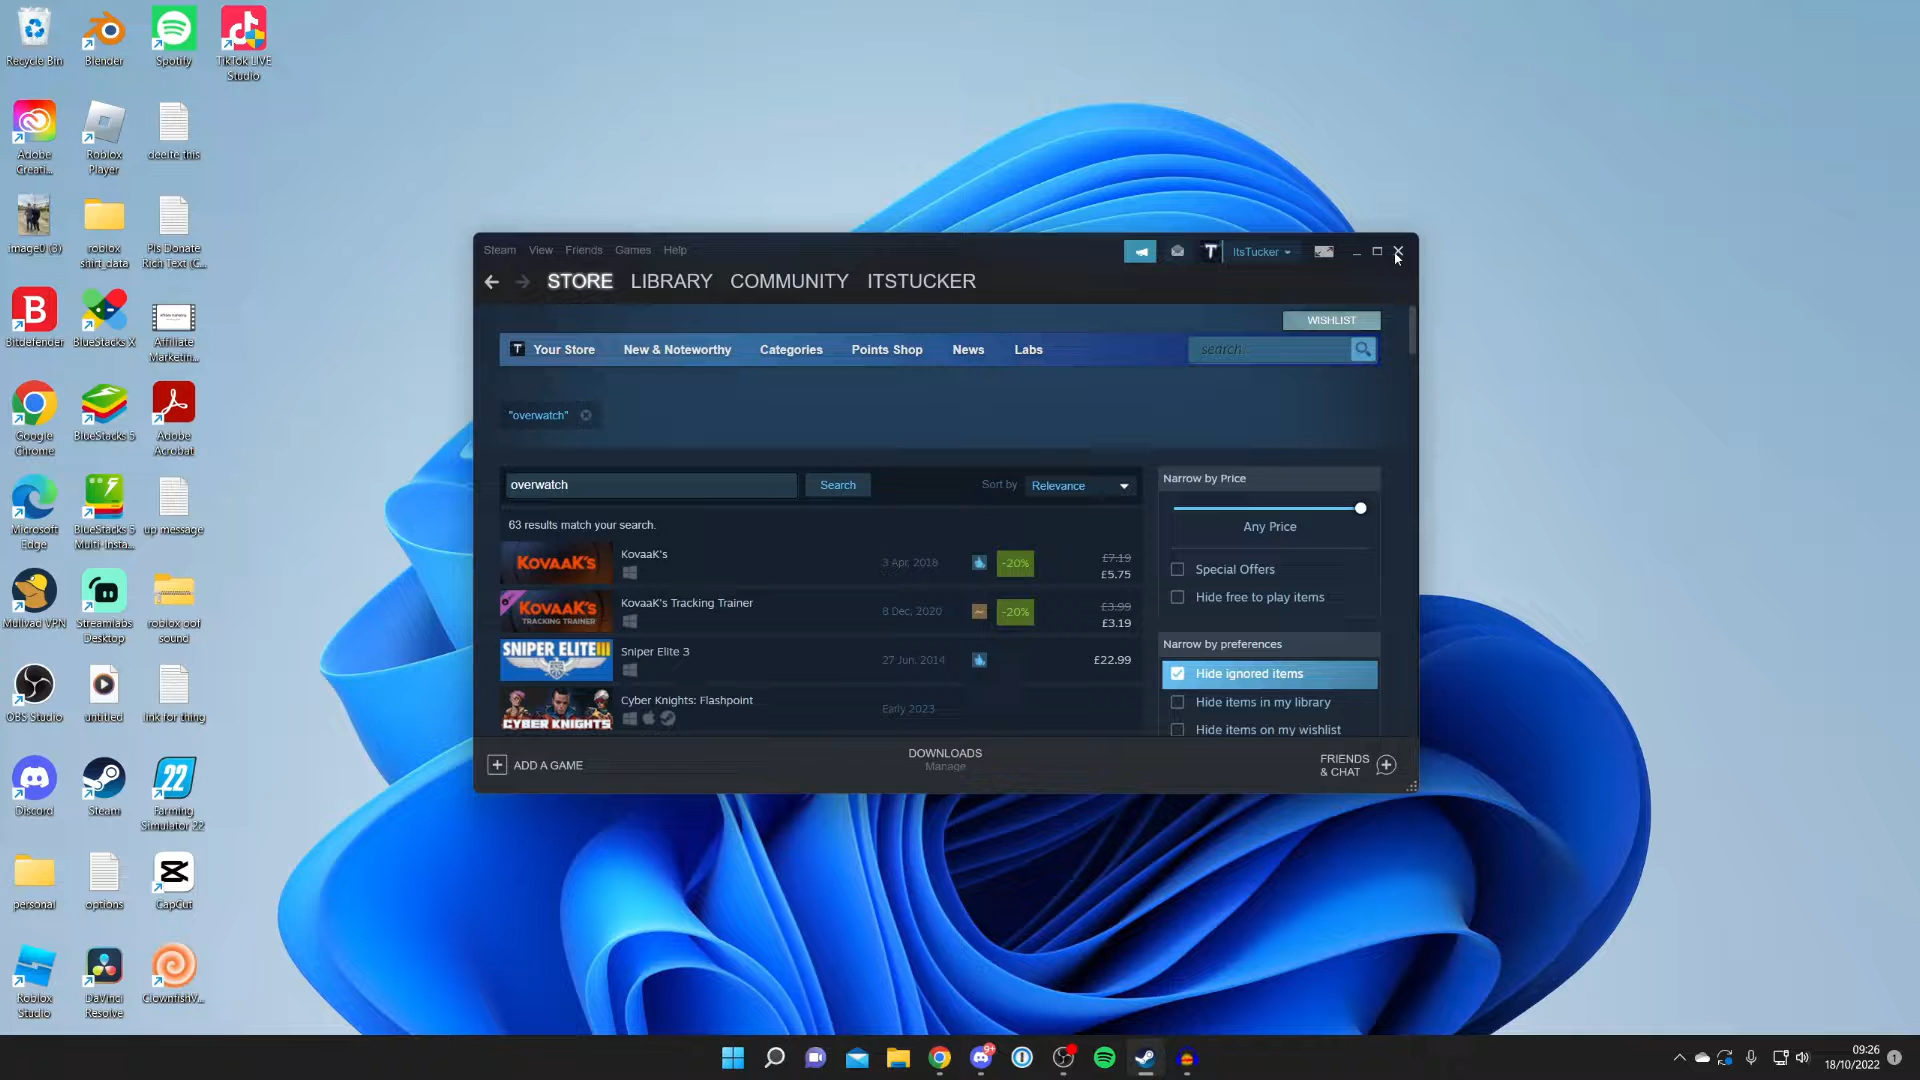 Recycle Bin
Blender
Spotify
TikTok LIVE
Studio
Adobe
Creati...
Roblox
Player
deelte this
image0 (3)
roblox
shirt_data
Pls Donate
Rich Text (C...
Bitdefender
BlueStacks X
Affiliate
Marketin...
Google
Chrome
BlueStacks 5
Adobe
Acrobat
Microsoft
Edge
BlueStacks 5
Multi-Insta...
up message
Mullvad VPN
Streamlabs
Desktop
roblox oof
sound
OBS Studio
untitled
link for thing
Discord
Steam
Farming
Simulator 22
personal
options
CapCut
Roblox
Studio
DaVinci
Resolve
ClownfishV...
Steam View Friends Games Help
ItsTucker
STORE LIBRARY COMMUNITY ITSTUCKER
WISHLIST
Your Store New & Noteworthy Categories Points Shop News Labs
search
"overwatch"
overwatch Search Sort by Relevance
63 results match your search.
KOVAAK'S
KovaaK's
3 Apr, 2018 -20% £7.19
£5.75
KOVAAK'S
TRACKING TRAINER
KovaaK's Tracking Trainer
8 Dec, 2020 -20% £3.99
£3.19
SNIPER ELITE III
Sniper Elite 3
27 Jun, 2014 £22.99
CYBER KNIGHTS
Cyber Knights: Flashpoint
Early 2023
Narrow by Price
Any Price
Special Offers
Hide free to play items
Narrow by preferences
Hide ignored items
Hide items in my library
Hide items on my wishlist
ADD A GAME
DOWNLOADS
Manage
FRIENDS
& CHAT
9+
09:26
18/10/2022
1